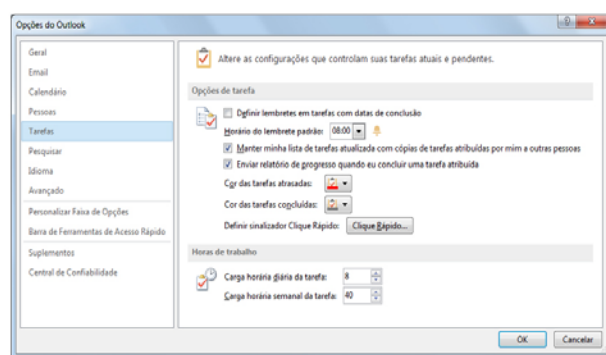 Opções do Outlook
Geral
Email
Calendário
Pessoas
Tarefas
Pesquisar
Idioma
Avançado
Personalizar Faixa de Opções
Barra de Ferramentas de Acesso Rápido
Suplementos
Central de Confiabilidade
Altere as configurações que controlam suas tarefas atuais e pendentes.
Opções de tarefa
Definir lembretes em tarefas com datas de conclusão
Horário do lembrete padrão: 08:00
Manter minha lista de tarefas atualizada com cópias de tarefas atribuídas por mim a outras pessoas
Enviar relatório de progresso quando eu concluir uma tarefa atribuída
Cor das tarefas atrasadas:
Cor das tarefas concluídas:
Definir sinalizador Clique Rápido: Clique Rápido...
Horas de trabalho
Carga horária diária da tarefa: 8
Carga horária semanal da tarefa: 40
OK Cancelar